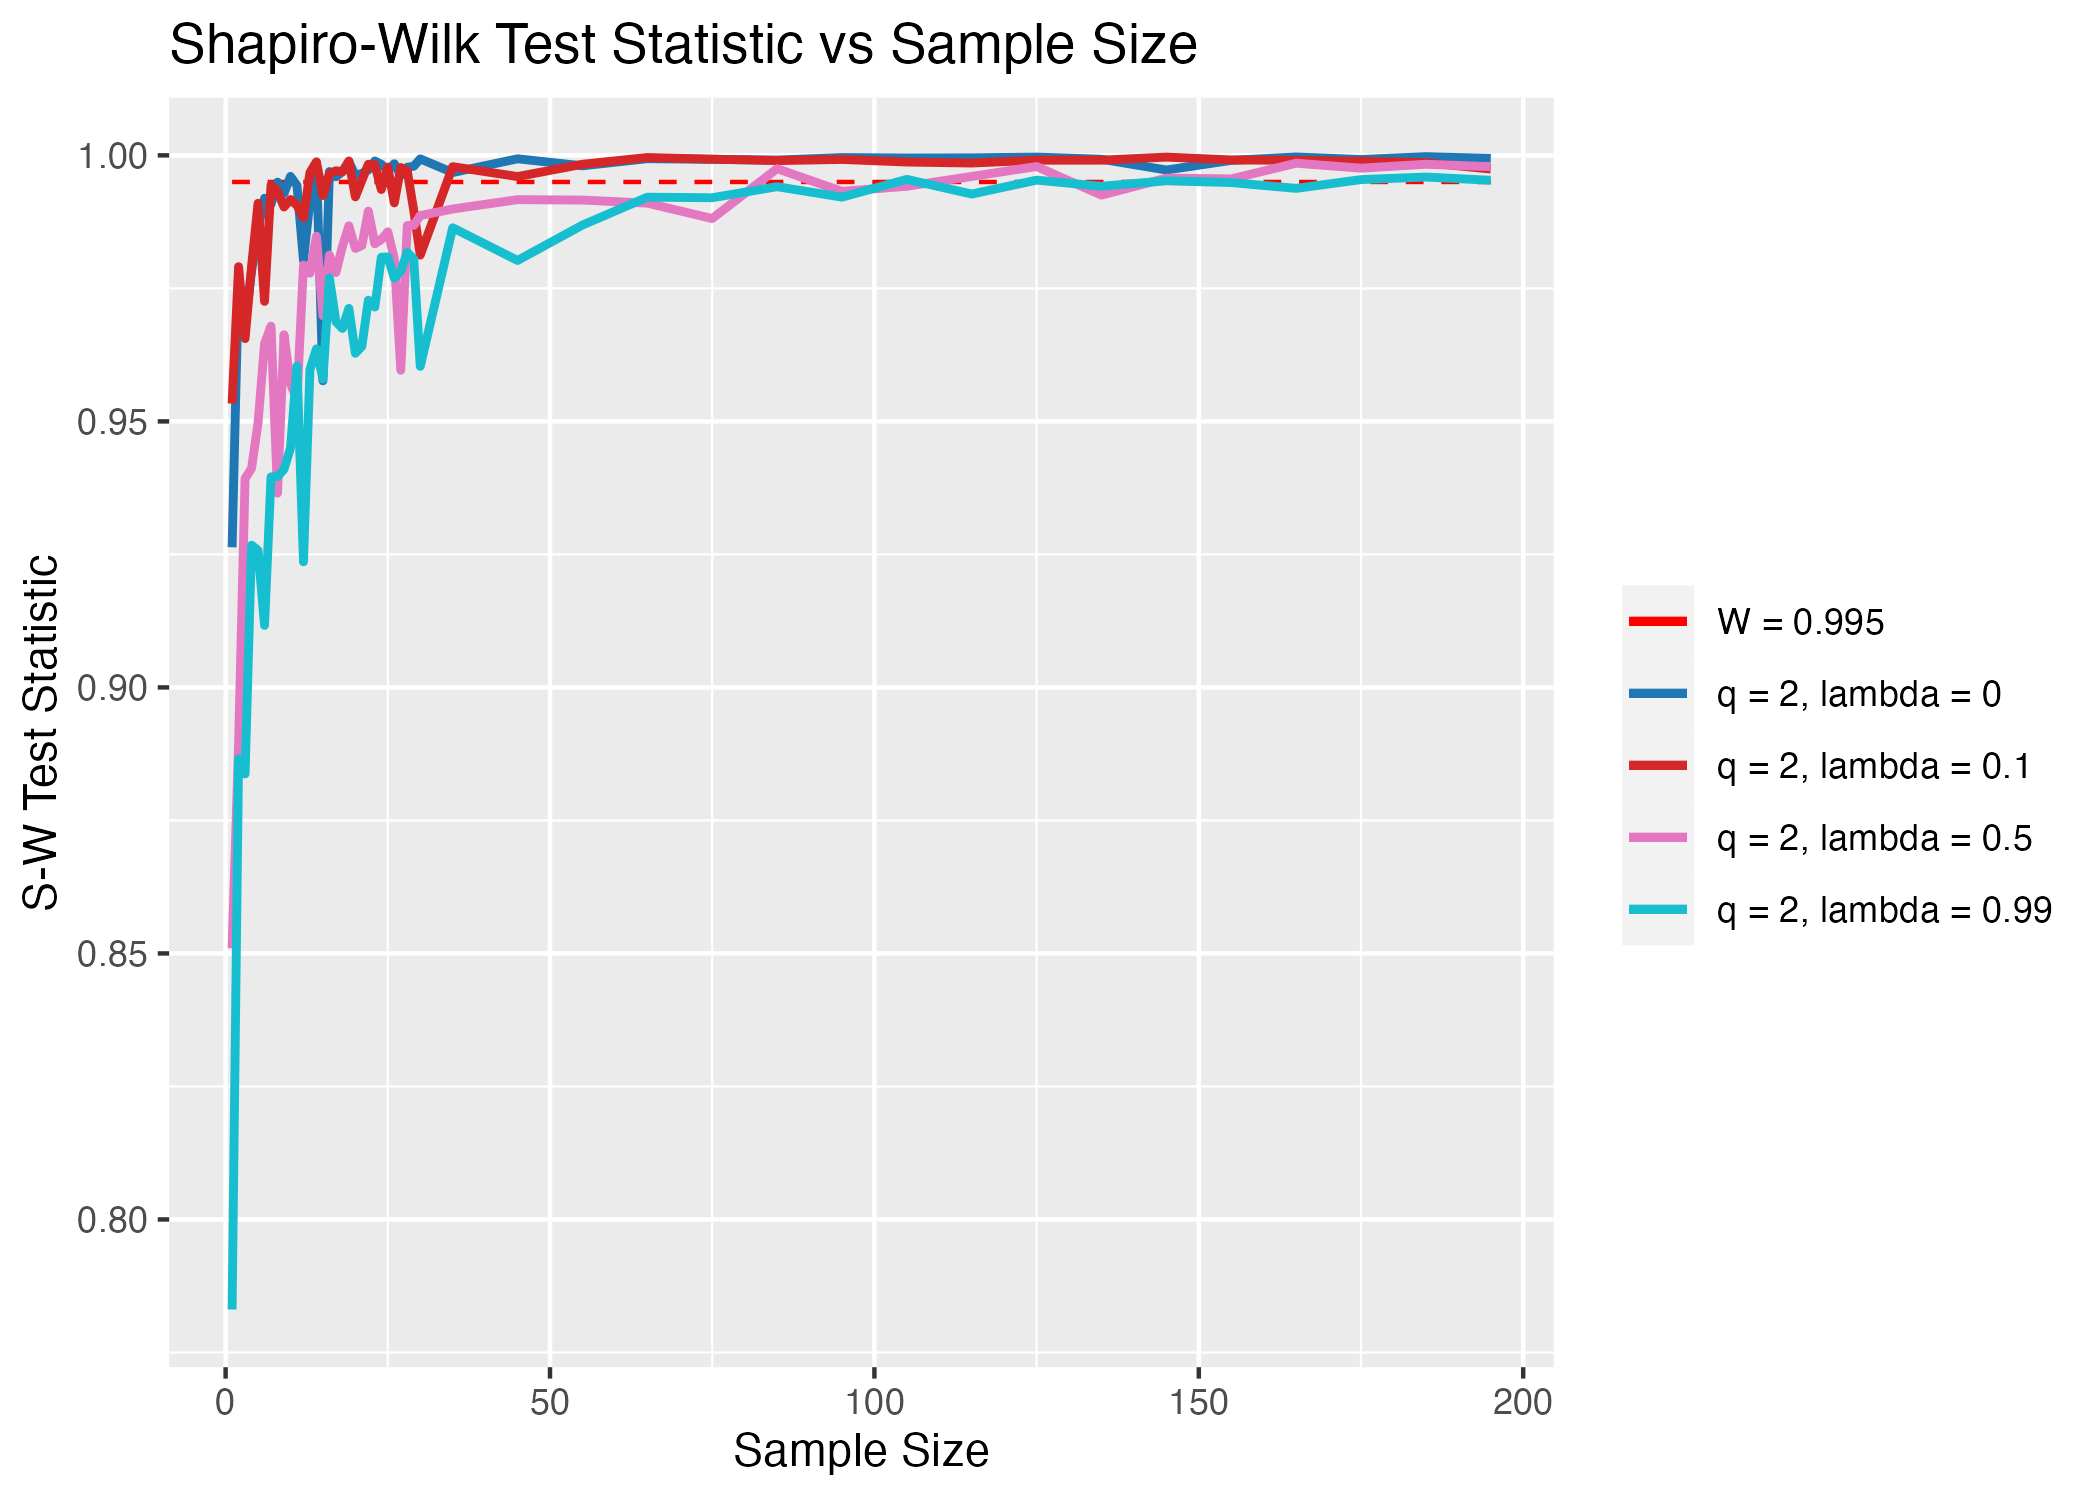 Shapiro-Wilk Test Statistic vs Sample Size
S-W Test Statistic
1.00
0.95
0.90
0.85
0.80
0
50
100
150
200
Sample Size
W = 0.995
q = 2, lambda = 0
q = 2, lambda = 0.1
q = 2, lambda = 0.5
q = 2, lambda = 0.99